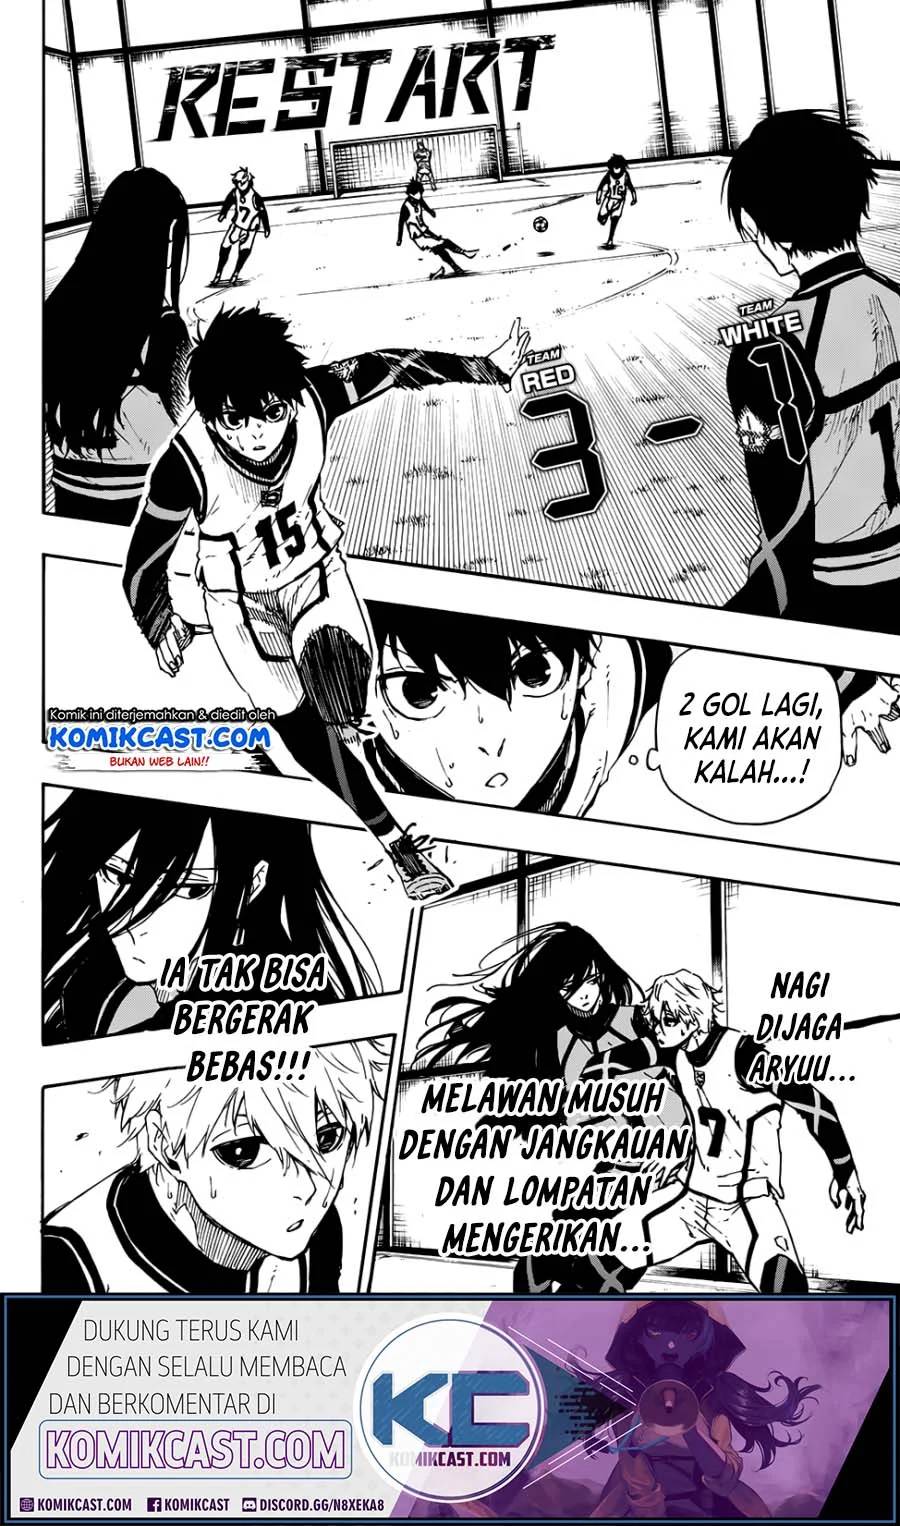 RESTART
7
15
TEAM
RED
3 - 1
TEAM
WHITE
1
15
2 GOL LAGI,
KAMI AKAN
KALAH...!
Komik ini diterjemahkan & diedit oleh
KOMIKCAST.COM
BUKAN WEB LAIN!!
NAGI
DIJAGA
ARYUU...
MELAWAN MUSUH
DENGAN JANGKAUAN
DAN LOMPATAN
MENGERIKAN...
7
IA TAK BISA
BERGERAK
BEBAS!!!
DUKUNG TERUS KAMI
DENGAN SELALU MEMBACA
DAN BERKOMENTAR DI
KOMIKCAST.COM
KC
KOMIKCAST.COM
KOMIKCAST.COM
KOMIKCAST
DISCORD.GG/N8XEKA8